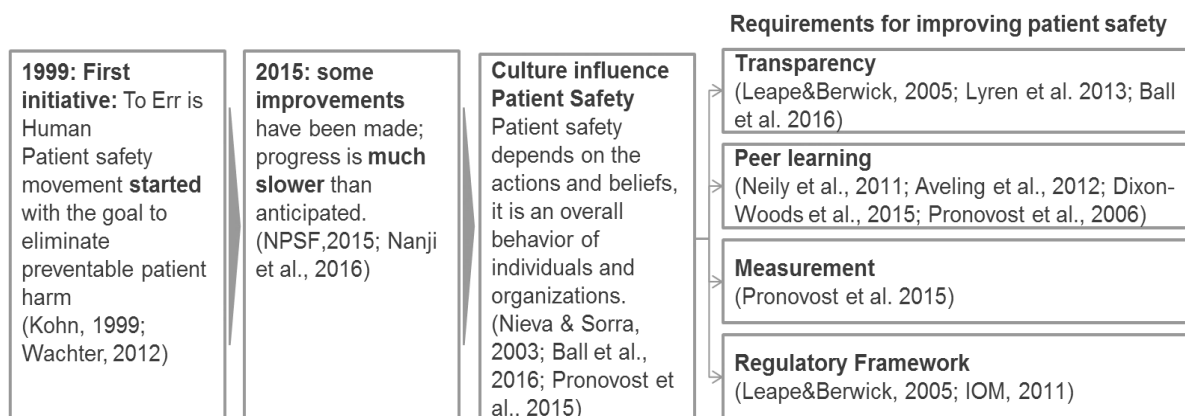 Requirements for improving patient safety
1999: First
initiative: To Err is
Human
Patient safety
movement started
with the goal to
eliminate
preventable patient
harm
(Kohn, 1999;
Wachter, 2012)
2015: some
improvements
have been made;
progress is much
slower than
anticipated.
(NPSF,2015; Nanji
et al., 2016)
Culture influence
Patient Safety
Patient safety
depends on the
actions and beliefs,
it is an overall
behavior of
individuals and
organizations.
(Nieva & Sorra,
2003; Ball et al.,
2016; Pronovost et
al., 2015)
Transparency
(Leape&Berwick, 2005; Lyren et al. 2013; Ball
et al. 2016)
Peer learning
(Neily et al., 2011; Aveling et al., 2012; Dixon-
Woods et al., 2015; Pronovost et al., 2006)
Measurement
(Pronovost et al. 2015)
Regulatory Framework
(Leape&Berwick, 2005; IOM, 2011)